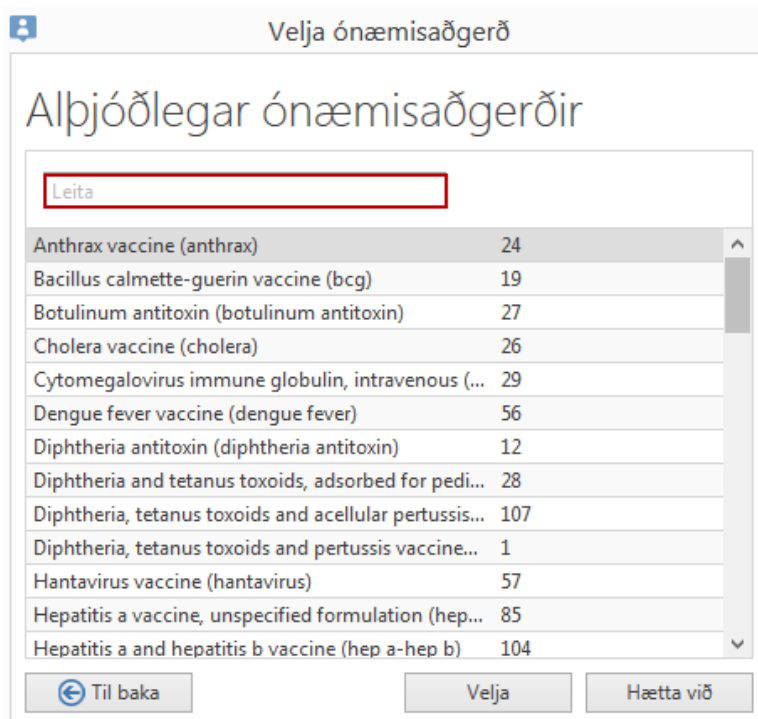 Velja ónæmisaðgerð
Alþjóðlegar ónæmisaðgerðir
Leita
Anthrax vaccine (anthrax) 24
Bacillus calmette-guerin vaccine (bcg) 19
Botulinum antitoxin (botulinum antitoxin) 27
Cholera vaccine (cholera) 26
Cytomegalovirus immune globulin, intravenous (... 29
Dengue fever vaccine (dengue fever) 56
Diphtheria antitoxin (diphtheria antitoxin) 12
Diphtheria and tetanus toxoids, adsorbed for pedi... 28
Diphtheria, tetanus toxoids and acellular pertussis... 107
Diphtheria, tetanus toxoids and pertussis vaccine... 1
Hantavirus vaccine (hantavirus) 57
Hepatitis a vaccine, unspecified formulation (hep... 85
Hepatitis a and hepatitis b vaccine (hep a-hep b) 104
Til baka Velja Hætta við